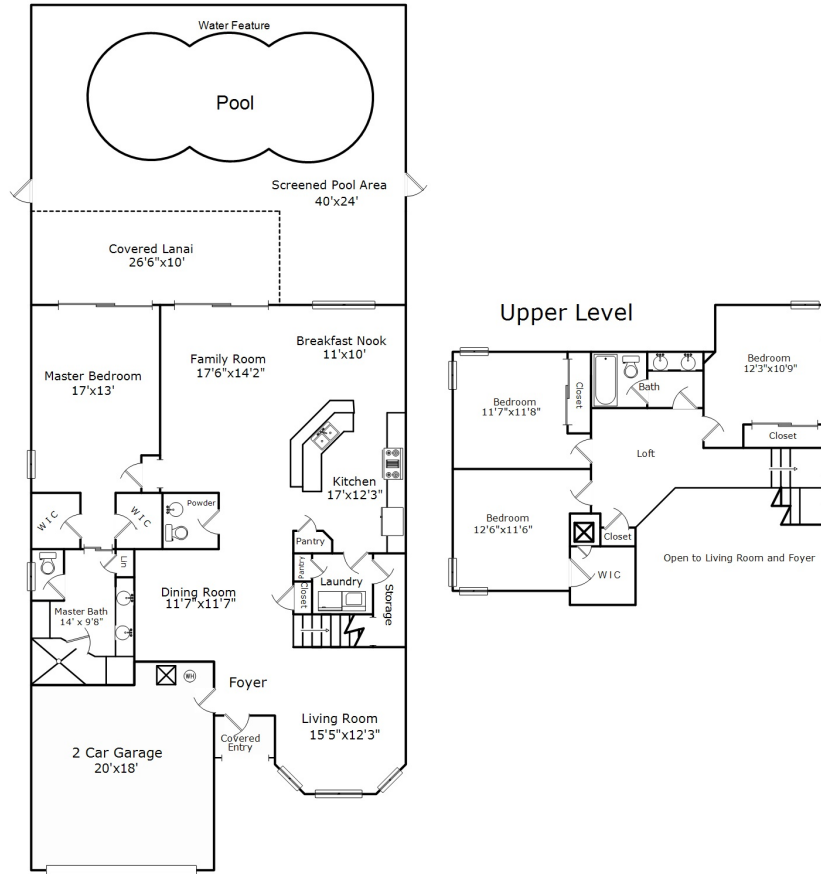 Water Feature
Pool
Screened Pool Area
40'x24'
Covered Lanai
26'6"x10'
Master Bedroom
17'x13'
Family Room
17'6"x14'2"
Breakfast Nook
11'x10'
Kitchen
17'x12'3"
WIC
WIC
Powder
Pantry
Ln
Pantry
Laundry
Closet
Storage
Dining Room
11'7"x11'7"
Master Bath
14' x 9'8"
WH
Foyer
Living Room
15'5"x12'3"
Covered
Entry
2 Car Garage
20'x18'
Upper Level
Bedroom
12'3"x10'9"
Closet
Bedroom
11'7"x11'8"
Closet
Bath
Loft
Bedroom
12'6"x11'6"
Closet
WIC
Open to Living Room and Foyer